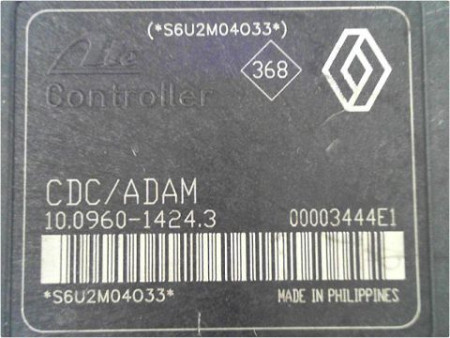 (*S6U2M04033*)
Ate
368
Controller
CDC/ADAM
10.0960-1424.3 00003444E1
*S6U2M04033*
MADE IN PHILIPPINES